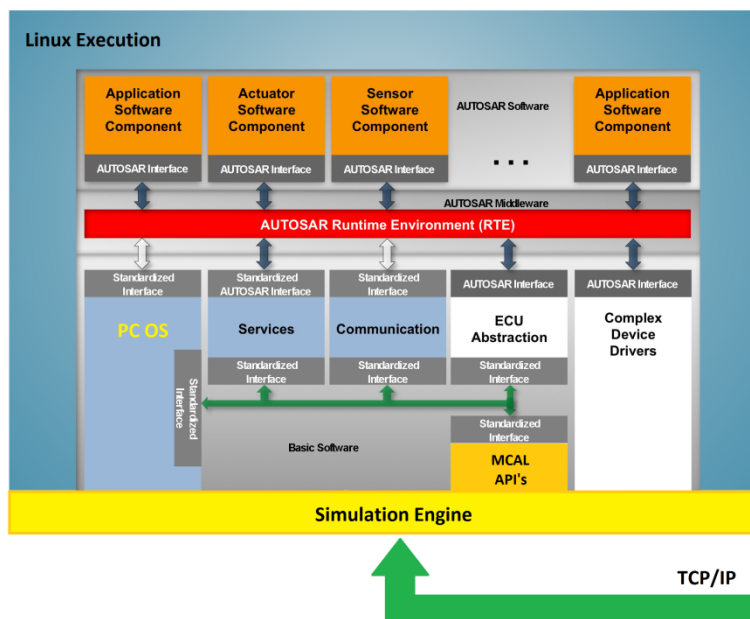 Linux Execution
Application
Software
Component
AUTOSAR Interface
Actuator
Software
Component
AUTOSAR Interface
Sensor
Software
Component
AUTOSAR Interface
AUTOSAR Software
...
Application
Software
Component
AUTOSAR Interface
AUTOSAR Middleware
AUTOSAR Runtime Environment (RTE)
Standardized
Interface
PC OS
Standardized
Interface
Standardized
AUTOSAR Interface
Services
Standardized
Interface
Standardized
Interface
Communication
Standardized
Interface
AUTOSAR Interface
ECU
Abstraction
Standardized
Interface
Standardized
Interface
MCAL
API's
AUTOSAR Interface
Complex
Device
Drivers
Basic Software
Simulation Engine
TCP/IP